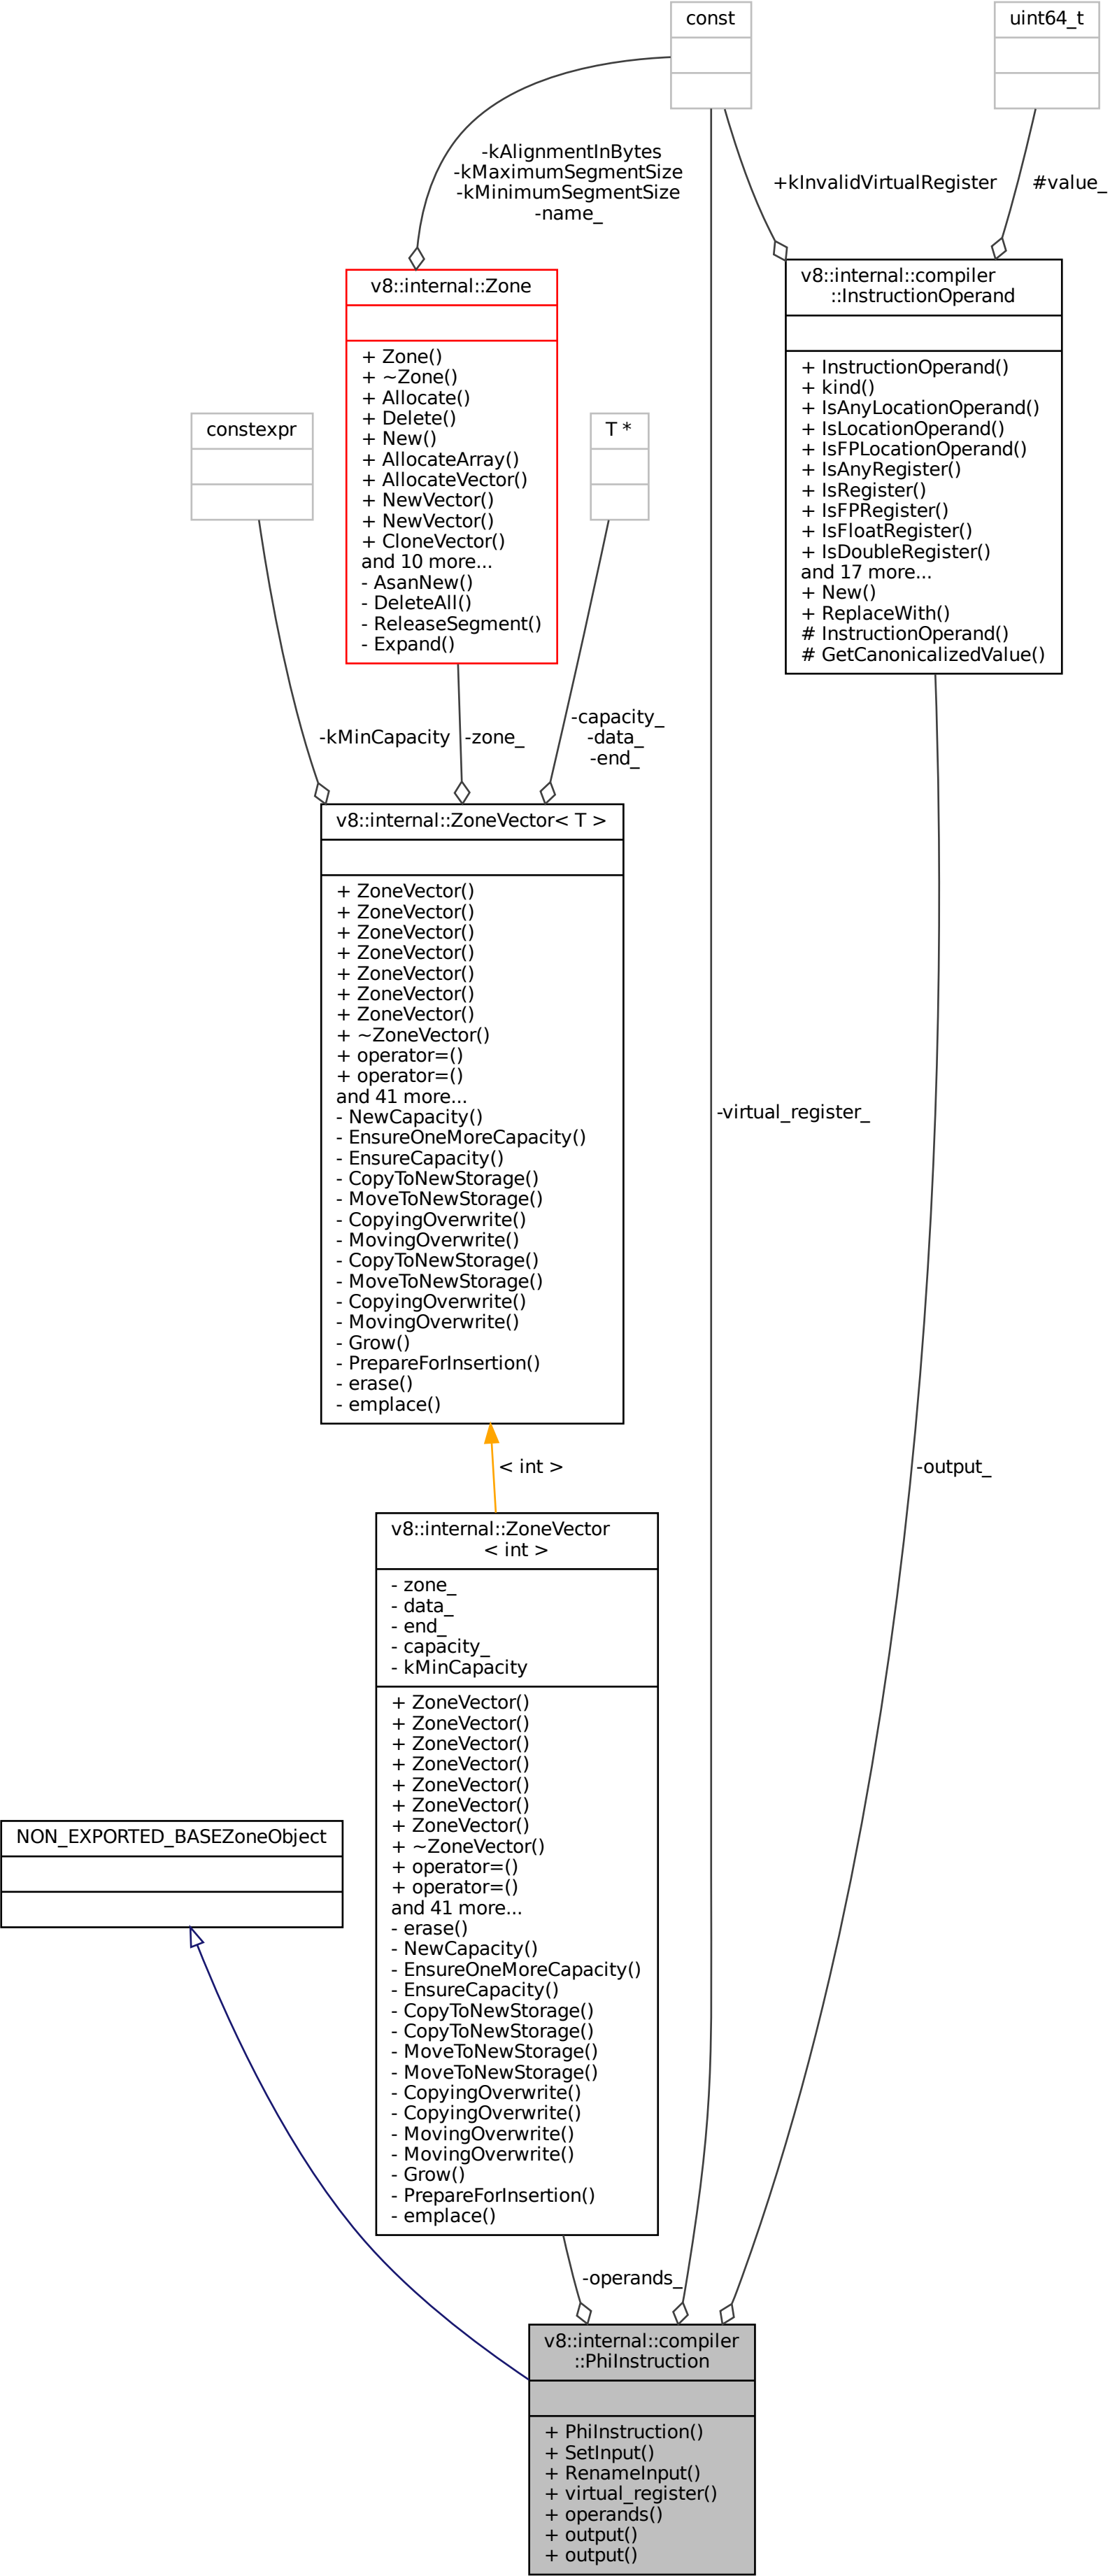 const
uint64_t
-kAlignmentInBytes
-kMaximumSegmentSize
-kMinimumSegmentSize
-name_
+kInvalidVirtualRegister
#value_
v8::internal::Zone
+ Zone()
+ ~Zone()
+ Allocate()
+ Delete()
+ New()
+ AllocateArray()
+ AllocateVector()
+ NewVector()
+ NewVector()
+ CloneVector()
and 10 more...
- AsanNew()
- DeleteAll()
- ReleaseSegment()
- Expand()
v8::internal::compiler
::InstructionOperand
+ InstructionOperand()
+ kind()
+ IsAnyLocationOperand()
+ IsLocationOperand()
+ IsFPLocationOperand()
+ IsAnyRegister()
+ IsRegister()
+ IsFPRegister()
+ IsFloatRegister()
+ IsDoubleRegister()
and 17 more...
+ New()
+ ReplaceWith()
# InstructionOperand()
# GetCanonicalizedValue()
constexpr
T *
-kMinCapacity
-zone_
-capacity_
-data_
-end_
v8::internal::ZoneVector< T >
+ ZoneVector()
+ ZoneVector()
+ ZoneVector()
+ ZoneVector()
+ ZoneVector()
+ ZoneVector()
+ ZoneVector()
+ ~ZoneVector()
+ operator=()
+ operator=()
and 41 more...
- NewCapacity()
- EnsureOneMoreCapacity()
- EnsureCapacity()
- CopyToNewStorage()
- MoveToNewStorage()
- CopyingOverwrite()
- MovingOverwrite()
- CopyToNewStorage()
- MoveToNewStorage()
- CopyingOverwrite()
- MovingOverwrite()
- Grow()
- PrepareForInsertion()
- erase()
- emplace()
-virtual_register_
-output_
< int >
v8::internal::ZoneVector
< int >
- zone_
- data_
- end_
- capacity_
- kMinCapacity
+ ZoneVector()
+ ZoneVector()
+ ZoneVector()
+ ZoneVector()
+ ZoneVector()
+ ZoneVector()
+ ZoneVector()
+ ~ZoneVector()
+ operator=()
+ operator=()
and 41 more...
- erase()
- NewCapacity()
- EnsureOneMoreCapacity()
- EnsureCapacity()
- CopyToNewStorage()
- CopyToNewStorage()
- MoveToNewStorage()
- MoveToNewStorage()
- CopyingOverwrite()
- CopyingOverwrite()
- MovingOverwrite()
- MovingOverwrite()
- Grow()
- PrepareForInsertion()
- emplace()
NON_EXPORTED_BASEZoneObject
-operands_
v8::internal::compiler
::PhiInstruction
+ PhiInstruction()
+ SetInput()
+ RenameInput()
+ virtual_register()
+ operands()
+ output()
+ output()